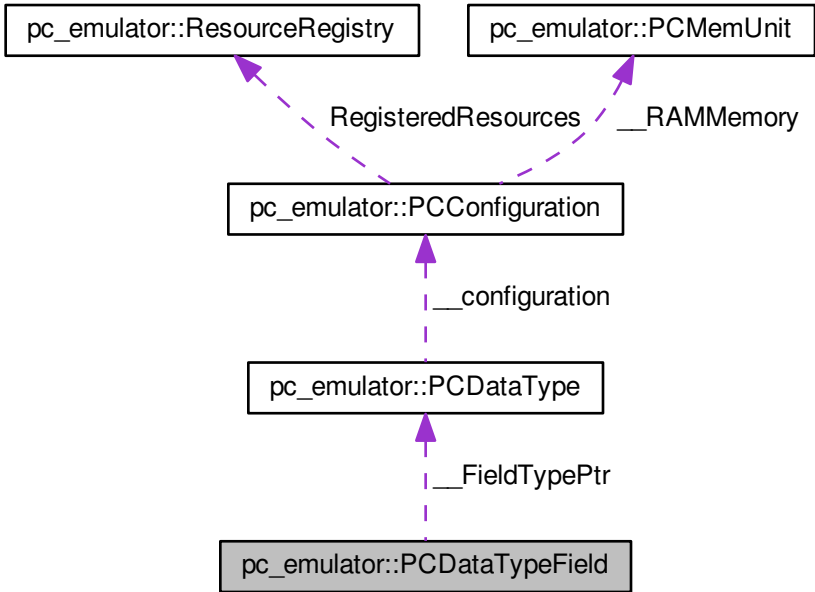 pc_emulator::ResourceRegistry
pc_emulator::PCMemUnit
RegisteredResources
__RAMMemory
pc_emulator::PCConfiguration
__configuration
pc_emulator::PCDataType
__FieldTypePtr
pc_emulator::PCDataTypeField